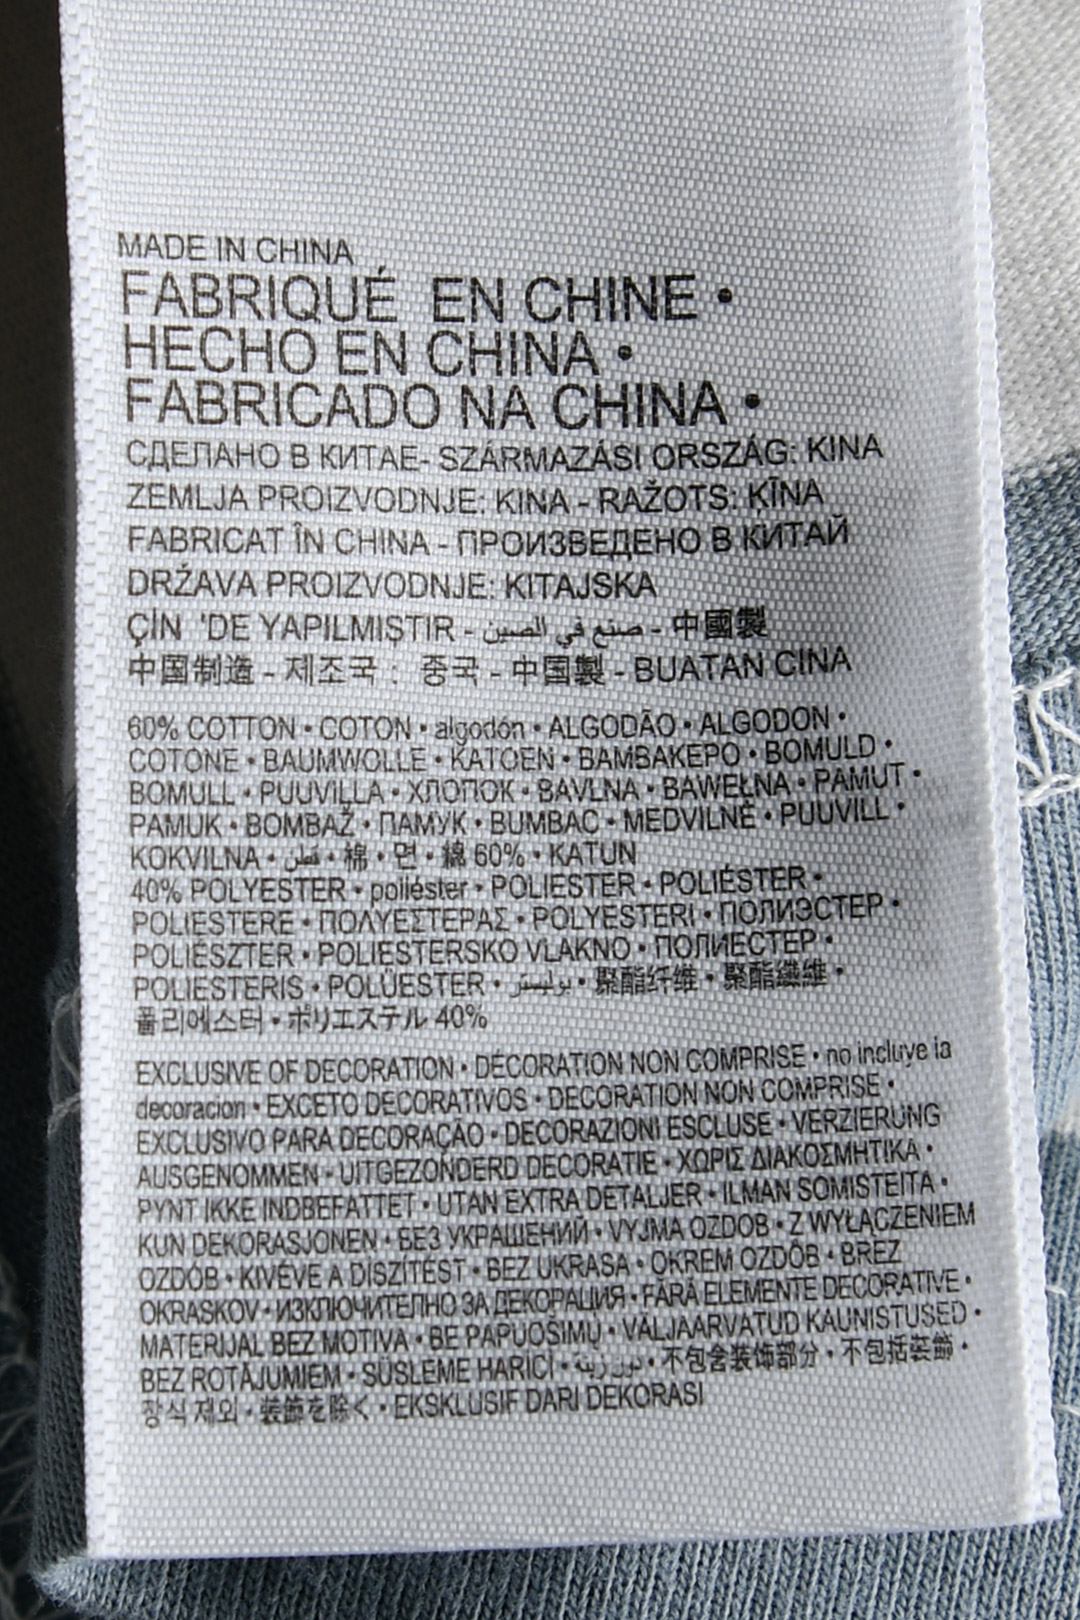 MADE IN CHINA
FABRIQUÉ EN CHINE •
HECHO EN CHINA •
FABRICADO NA CHINA •
СДЕЛАНО В КИТАЕ- SZÁRMAZÁSI ORSZÁG: KINA
ZEMLJA PROIZVODNJE: KINA - RAŽOTS: ĶĪNA
FABRICAT ÎN CHINA - ПРОИЗВЕДЕНО В КИТАЙ
DRŽAVA PROIZVODNJE: KITAJSKA
ÇİN 'DE YAPILMIŞTIR - صنع في الصين - 中國製
中国制造 - 제조국 : 중국 - 中国製 - BUATAN CINA
60% COTTON • COTON • algodón • ALGODÃO • ALGODON •
COTONE • BAUMWOLLE • KATOEN • ΒΑΜΒΑΚΕΡΟ • BOMULD •
BOMULL • PUUVILLA • ХЛОПОК • BAVLNA • BAWEŁNA • PAMUT •
PAMUK • BOMBAŽ • ПАМУК • BUMBAC • MEDVILNĖ • PUUVILL •
KOKVILNA • قطن • 棉 • 면 • 綿 60% • KATUN
40% POLYESTER • poliéster • POLIESTER • POLIÉSTER •
POLIESTERE • ΠΟΛΥΕΣΤΕΡΑΣ • POLYESTERI • ПОЛИЭСТЕР •
POLIÉSZTER • POLIESTERSKO VLAKNO • ПОЛИЕСТЕР •
POLIESTERIS • POLÜESTER • بوليستر • 聚酯纤维 • 聚酯纖維 •
폴리에스터 • ポリエステル 40%
EXCLUSIVE OF DECORATION • DÉCORATION NON COMPRISE • no incluye la
decoracion • EXCETO DECORATIVOS • DECORATION NON COMPRISE •
EXCLUSIVO PARA DECORAÇÃO • DECORAZIONI ESCLUSE • VERZIERUNG
AUSGENOMMEN • UITGEZONDERD DECORATIE • ΧΩΡΙΣ ΔΙΑΚΟΣΜΗΤΙΚΑ •
PYNT IKKE INDBEFATTET • UTAN EXTRA DETALJER • ILMAN SOMISTEITA •
KUN DEKORASJONEN • БЕЗ УКРАШЕНИЙ • VYJMA OZDOB • Z WYŁĄCZENIEM
OZDÓB • KIVÉVE A DISZÍTÉST • BEZ UKRASA • OKREM OZDÔB • BREZ
OKRASKOV • ИЗКЛЮЧИТЕЛНО ЗА ДЕКОРАЦИЯ • FĂRĂ ELEMENTE DECORATIVE •
MATERIJAL BEZ MOTIVA • BE PAPUOŠIMŲ • VÄLJAARVATUD KAUNISTUSED •
BEZ ROTĀJUMIEM • SÜSLEME HARİCİ • بدون زينة • 不包含装饰部分 • 不包括裝飾 •
장식 제외 • 装飾を除く • EKSKLUSIF DARI DEKORASI